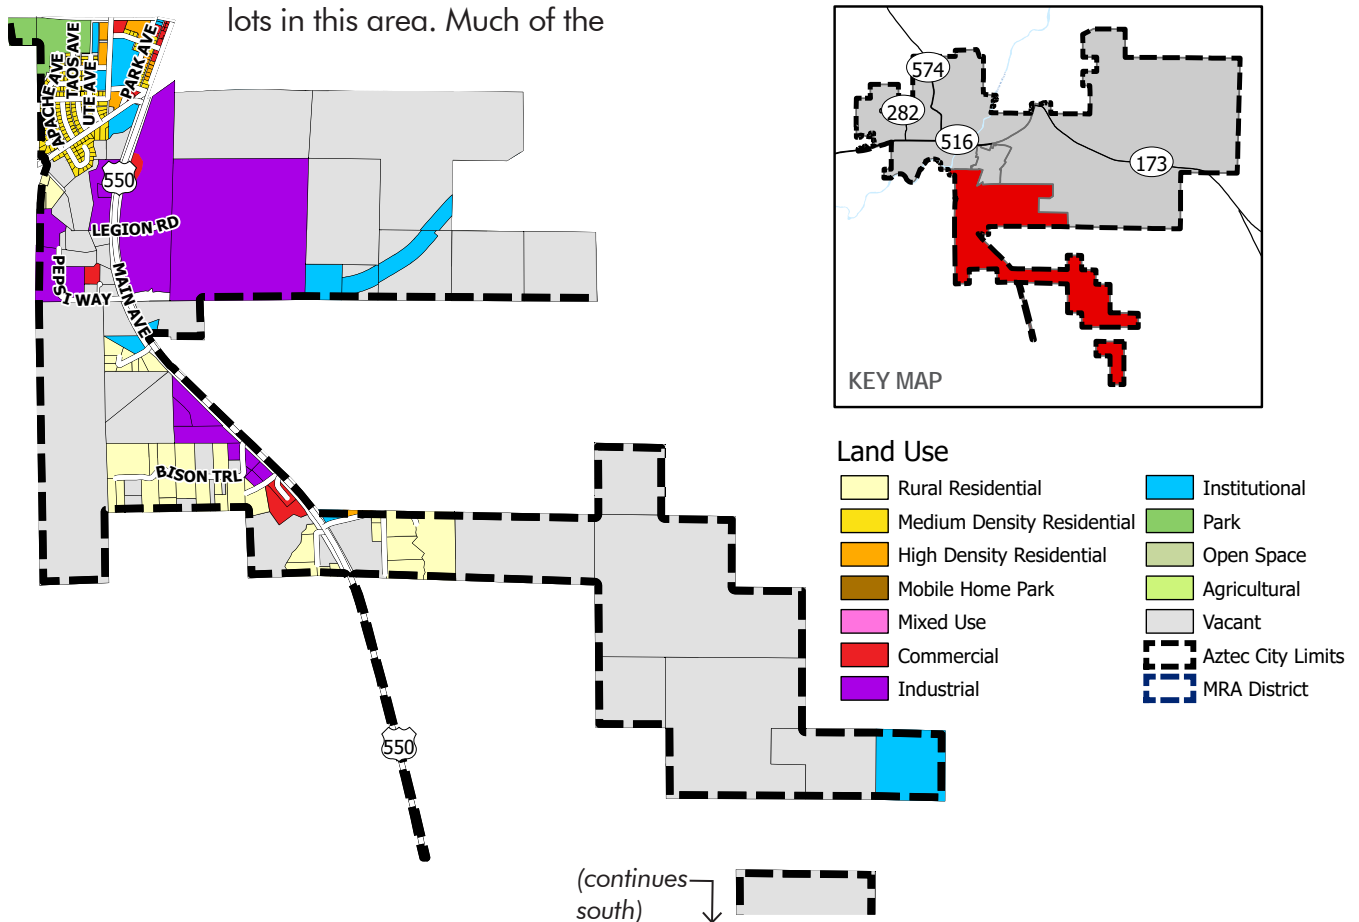 lots in this area. Much of the
APACHE AVE
TAOS AVE
UTE AVE
PARK AVE
550
LEGION RD
PEPSI WAY
MAIN AVE
BISON TRL
550
(continues
south)
574
282
516
173
KEY MAP
Land Use
Rural Residential
Medium Density Residential
High Density Residential
Mobile Home Park
Mixed Use
Commercial
Industrial
Institutional
Park
Open Space
Agricultural
Vacant
Aztec City Limits
MRA District